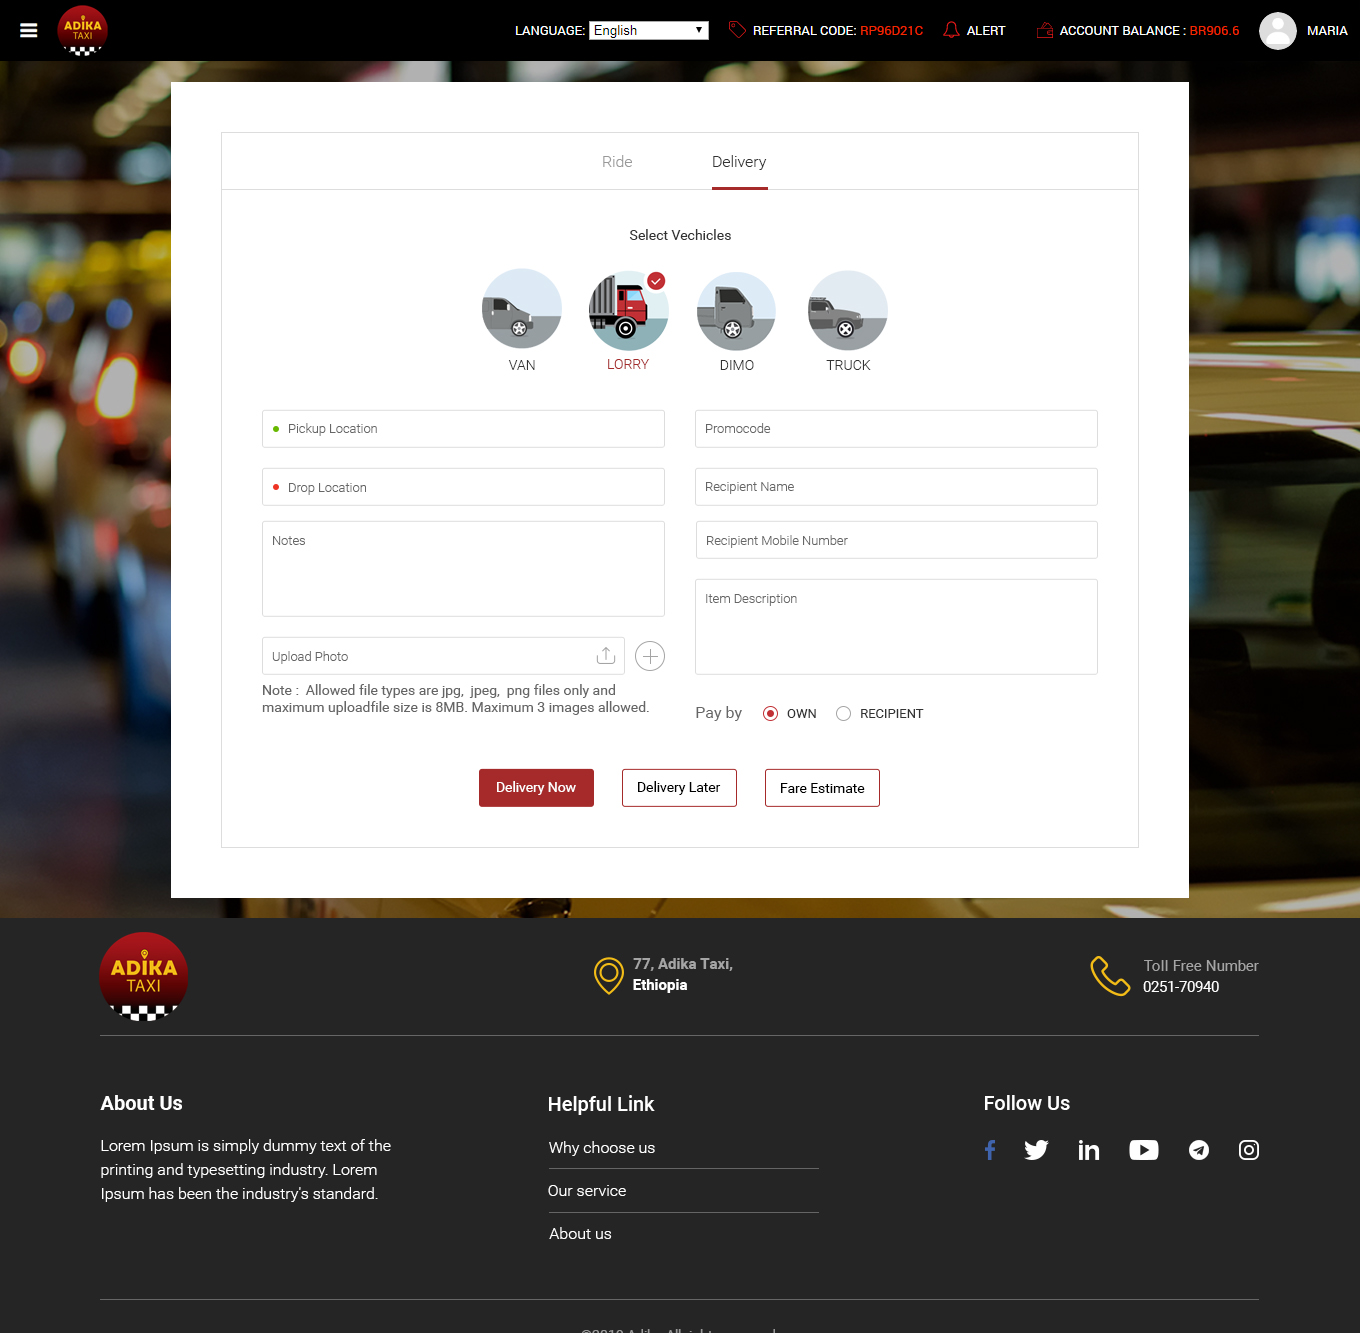 ADIKA
TAXI
LANGUAGE: English
REFERRAL CODE: RP96D21C
ALERT
ACCOUNT BALANCE : BR906.6
MARIA
Ride
Delivery
Select Vechicles
VAN
LORRY
DIMO
TRUCK
Pickup Location
Promocode
Drop Location
Recipient Name
Notes
Recipient Mobile Number
Item Description
Upload Photo
Note : Allowed file types are jpg, jpeg, png files only and
maximum uploadfile size is 8MB. Maximum 3 images allowed.
Pay by
OWN
RECIPIENT
Delivery Now
Delivery Later
Fare Estimate
ADIKA
TAXI
77, Adika Taxi,
Ethiopia
Toll Free Number
0251-70940
About Us
Lorem Ipsum is simply dummy text of the
printing and typesetting industry. Lorem
Ipsum has been the industry's standard.
Helpful Link
Why choose us
Our service
About us
Follow Us